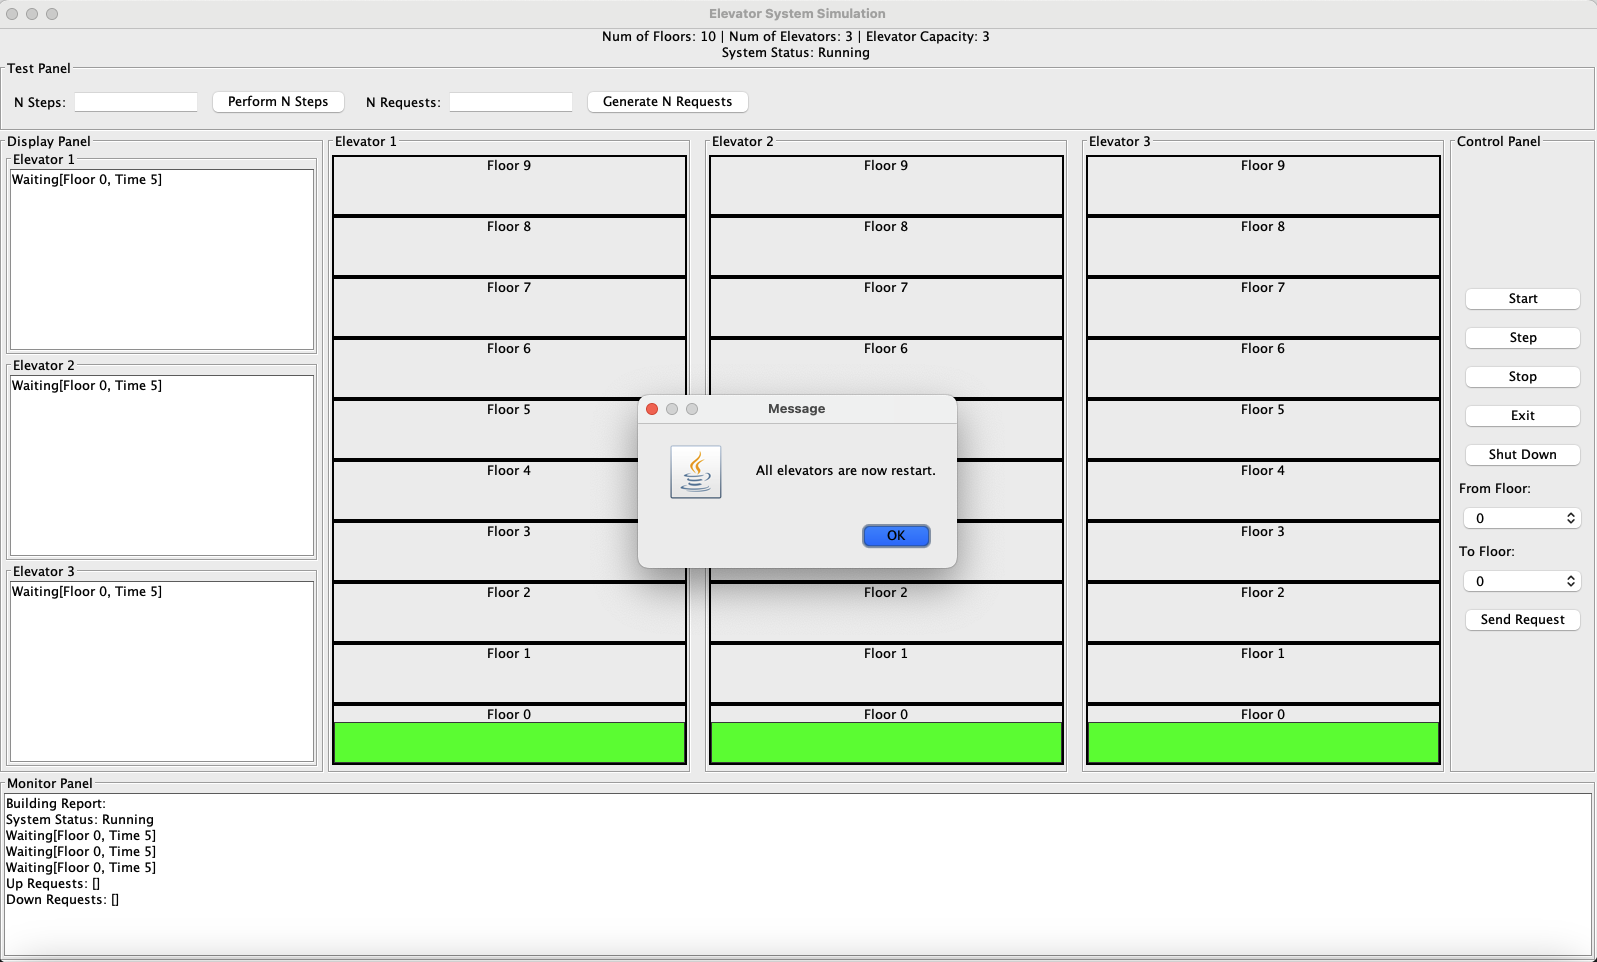 Elevator System Simulation
Num of Floors: 10 | Num of Elevators: 3 | Elevator Capacity: 3
System Status: Running
Test Panel
N Steps:
Perform N Steps
N Requests:
Generate N Requests
Display Panel
Elevator 1
Waiting[Floor 0, Time 5]
Elevator 2
Waiting[Floor 0, Time 5]
Elevator 3
Waiting[Floor 0, Time 5]
Elevator 1
Floor 9
Floor 8
Floor 7
Floor 6
Floor 5
Floor 4
Floor 3
Floor 2
Floor 1
Floor 0
Elevator 2
Floor 9
Floor 8
Floor 7
Floor 6
Floor 2
Floor 1
Floor 0
Elevator 3
Floor 9
Floor 8
Floor 7
Floor 6
Floor 5
Floor 4
Floor 3
Floor 2
Floor 1
Floor 0
Message
All elevators are now restart.
OK
Control Panel
Start
Step
Stop
Exit
Shut Down
From Floor:
0
To Floor:
0
Send Request
Monitor Panel
Building Report:
System Status: Running
Waiting[Floor 0, Time 5]
Waiting[Floor 0, Time 5]
Waiting[Floor 0, Time 5]
Up Requests: []
Down Requests: []